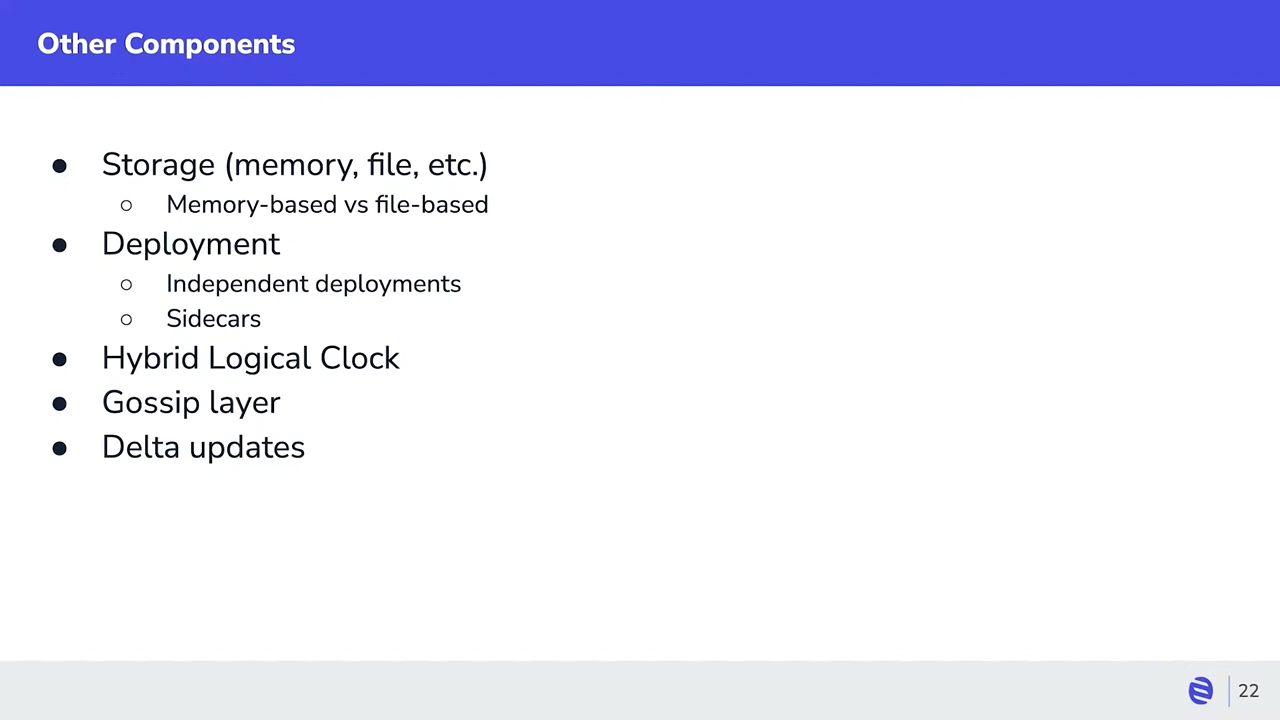 Other Components
● Storage (memory, file, etc.)
○ Memory-based vs file-based
● Deployment
○ Independent deployments
○ Sidecars
● Hybrid Logical Clock
● Gossip layer
● Delta updates
22